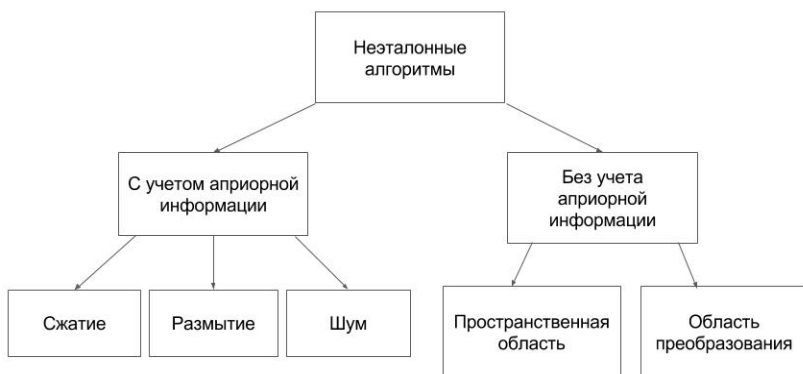 Неэталонные
алгоритмы
С учетом априорной
информации
Без учета
априорной
информации
Сжатие
Размытие
Шум
Пространственная
область
Область
преобразования